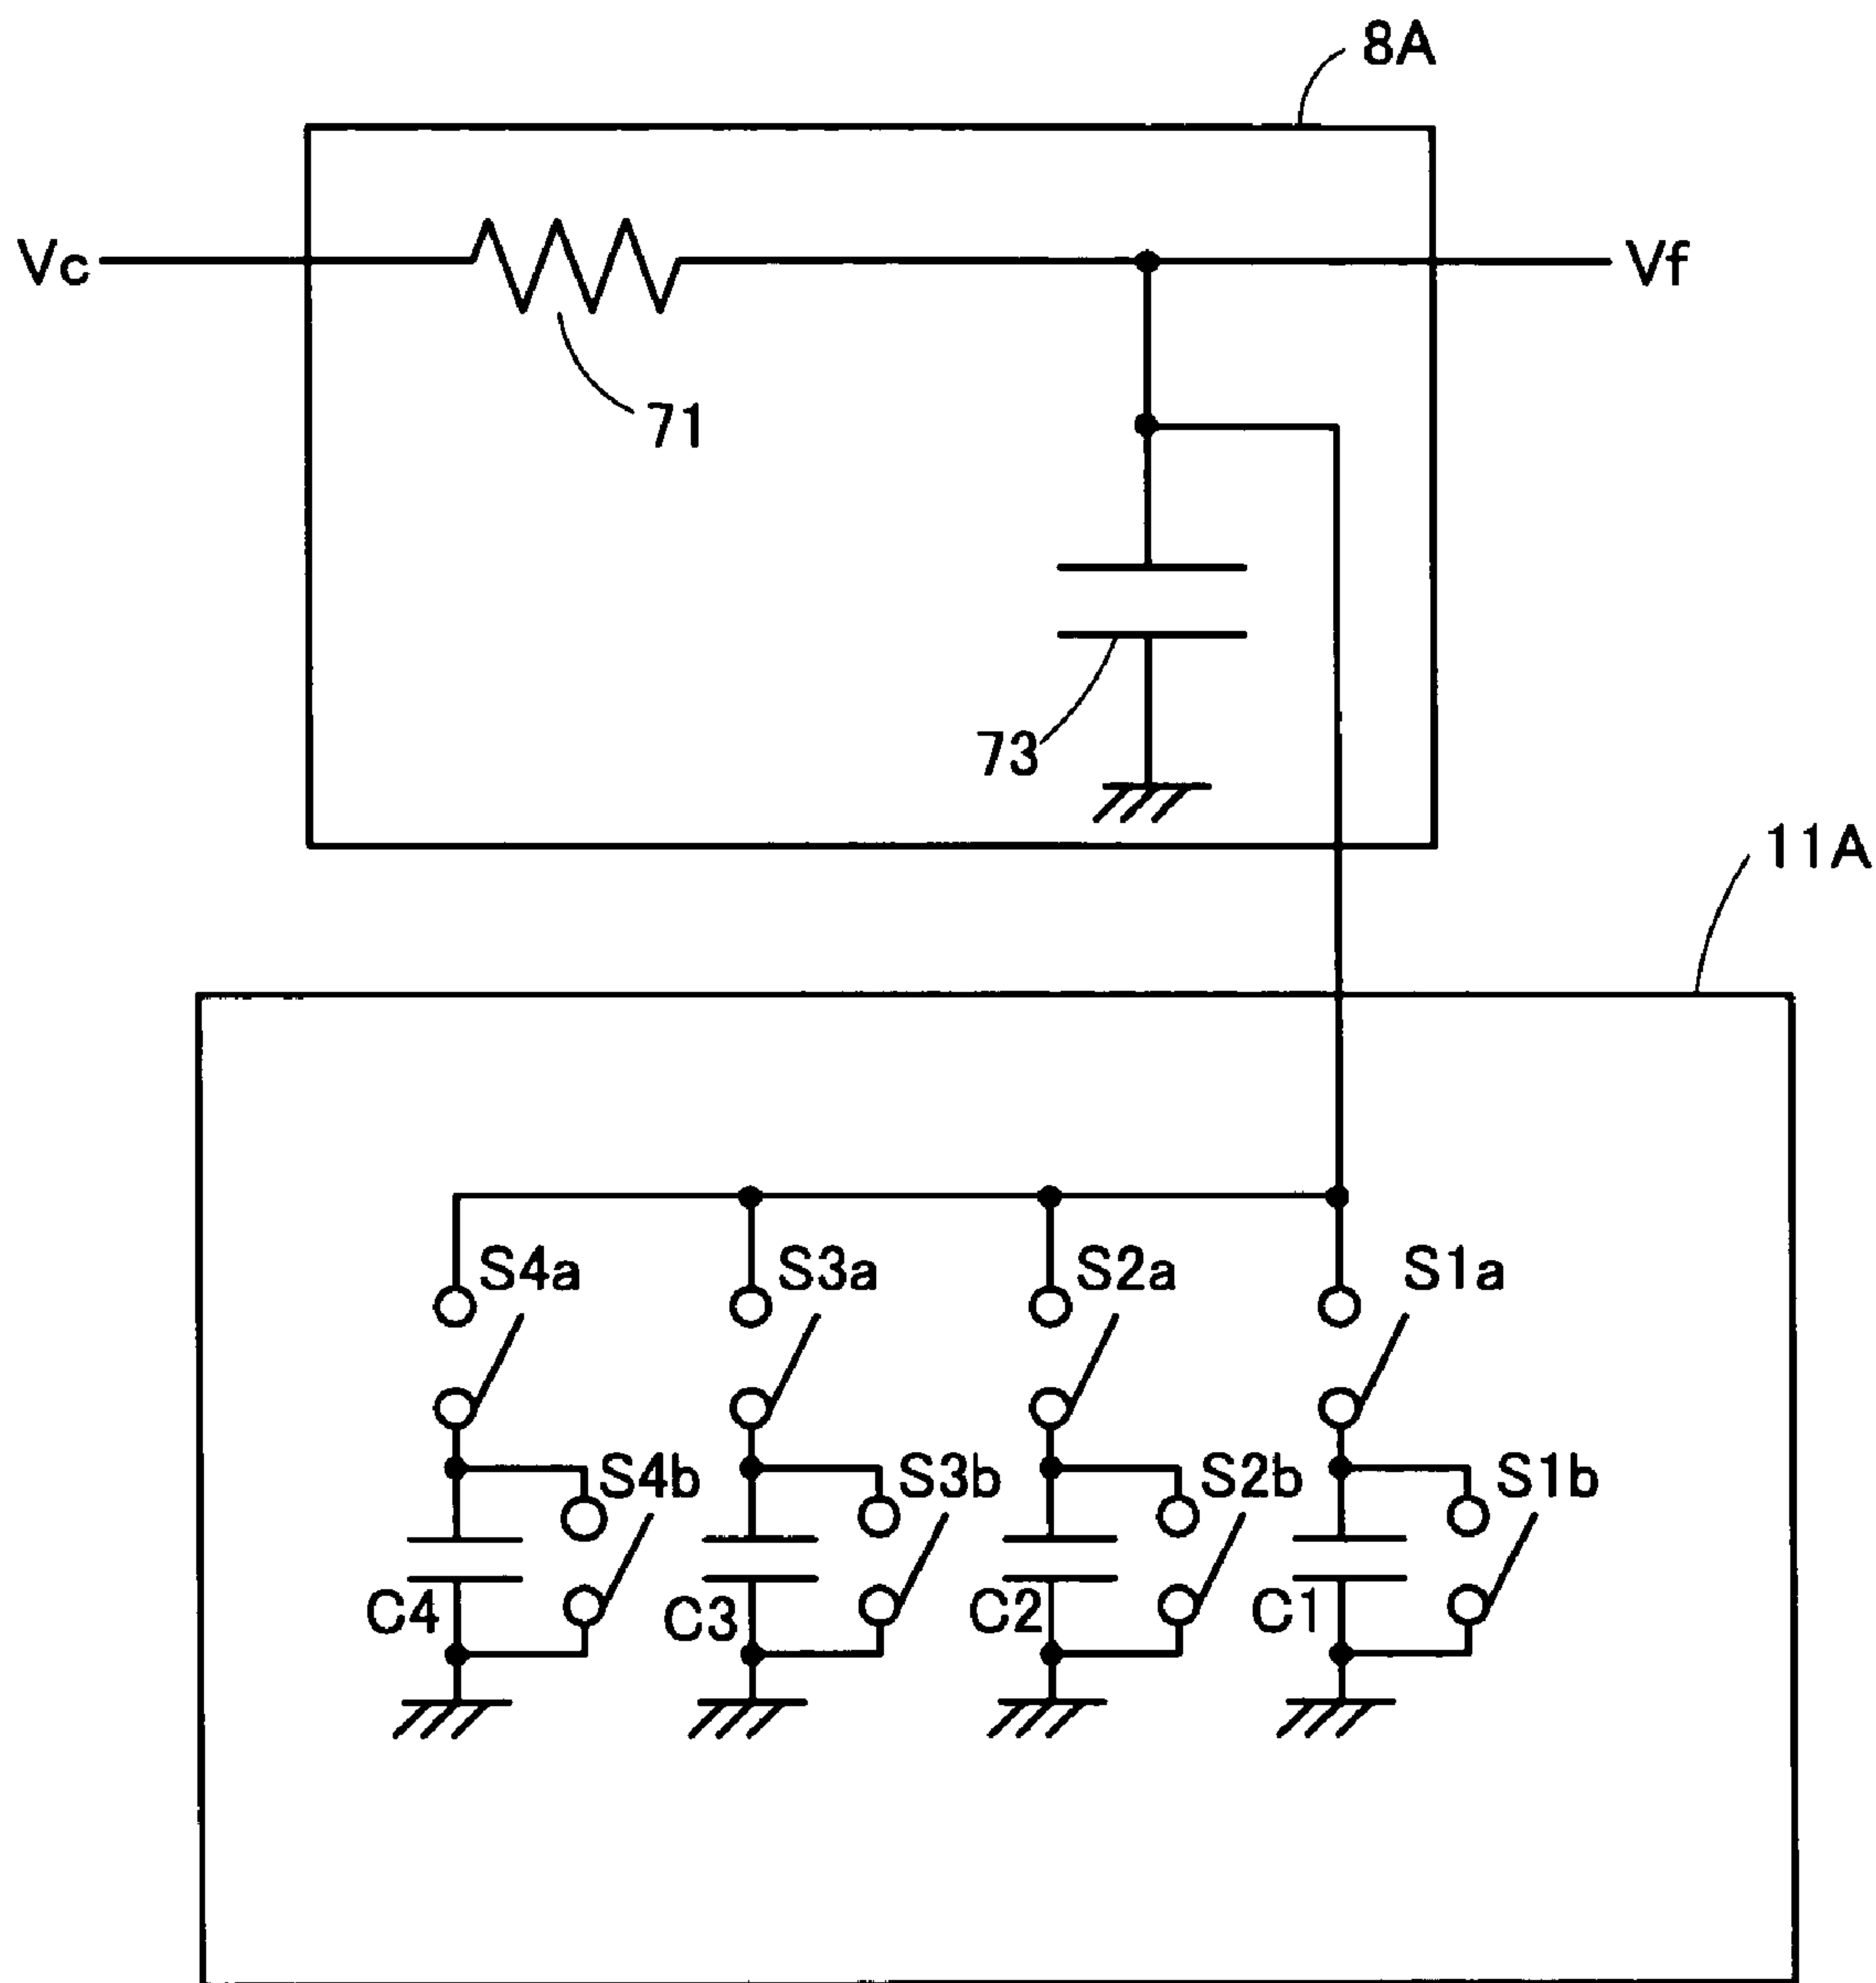 8A
Vc
Vf
71
73
11A
S4a
S3a
S2a
S1a
S4b
S3b
S2b
S1b
C4
C3
C2
C1